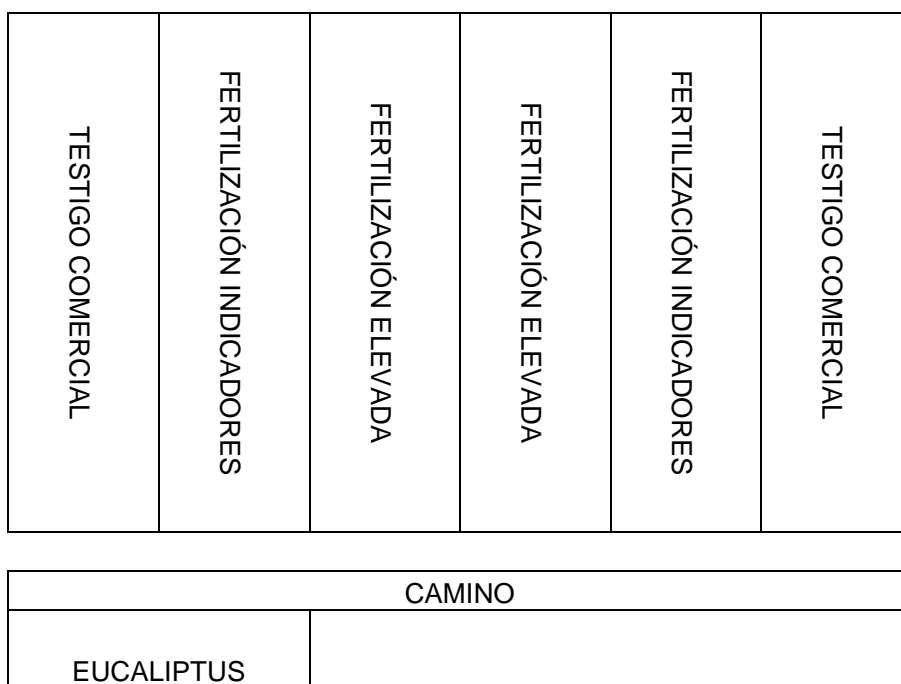 TESTIGO COMERCIAL
FERTILIZACIÓN INDICADORES
FERTILIZACIÓN ELEVADA
FERTILIZACIÓN ELEVADA
FERTILIZACIÓN INDICADORES
TESTIGO COMERCIAL
CAMINO
EUCALIPTUS